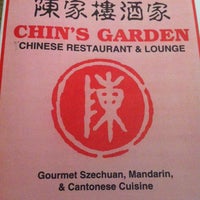 陳家樓酒家
CHIN'S GARDEN
CHINESE RESTAURANT & LOUNGE
陳
Gourmet Szechuan, Mandarin,
& Cantonese Cuisine